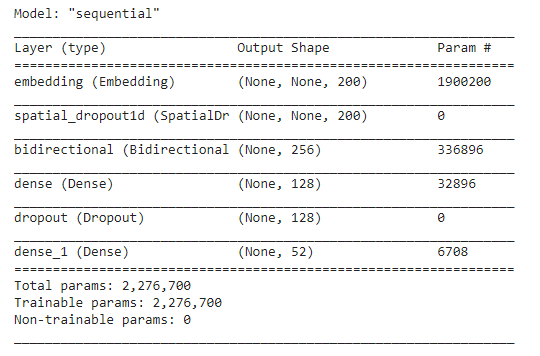 Model: "sequential"
_________________________________________________________________
Layer (type)                 Output Shape              Param #
=================================================================
embedding (Embedding)        (None, None, 200)         1900200
_________________________________________________________________
spatial_dropout1d (SpatialDr (None, None, 200)         0
_________________________________________________________________
bidirectional (Bidirectional (None, 256)               336896
_________________________________________________________________
dense (Dense)                (None, 128)               32896
_________________________________________________________________
dropout (Dropout)            (None, 128)               0
_________________________________________________________________
dense_1 (Dense)              (None, 52)                6708
=================================================================
Total params: 2,276,700
Trainable params: 2,276,700
Non-trainable params: 0
_________________________________________________________________